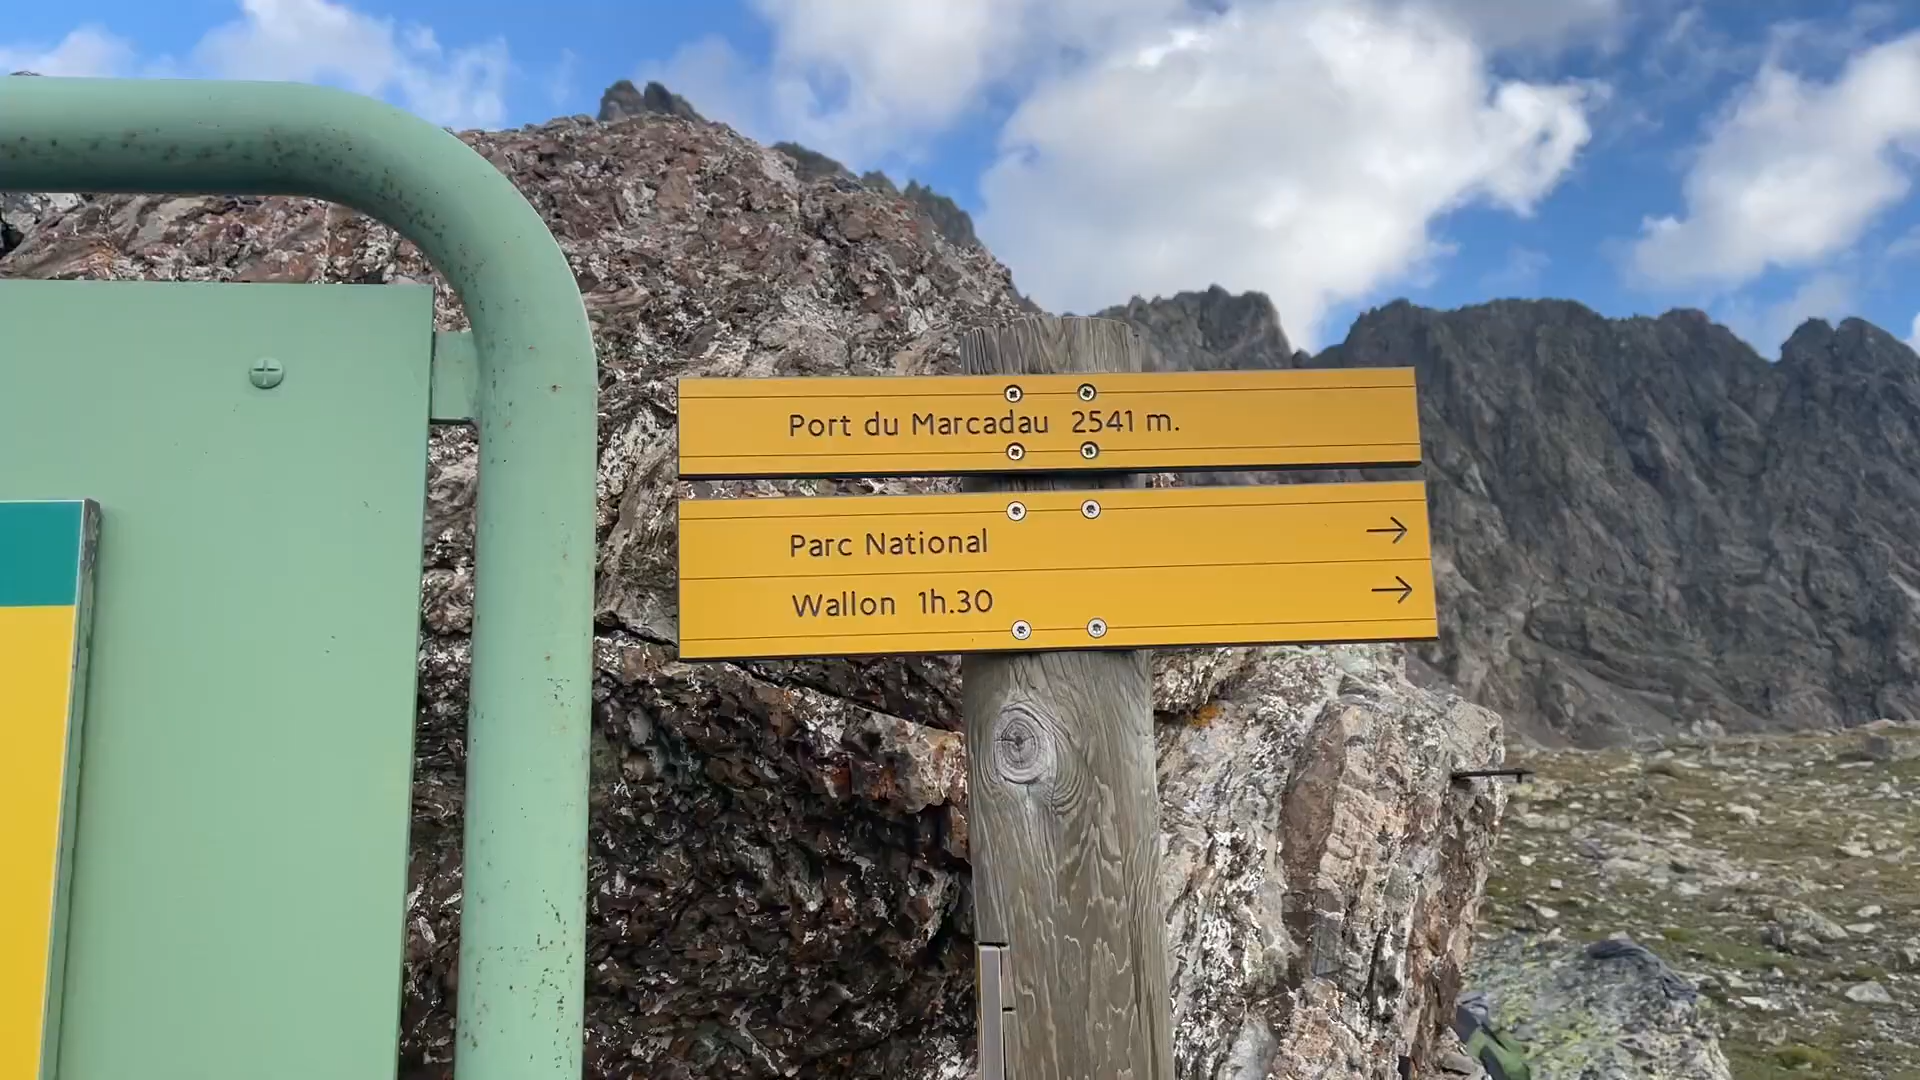 Port du Marcadau 2541 m.
Parc National →
Wallon 1h.30 →